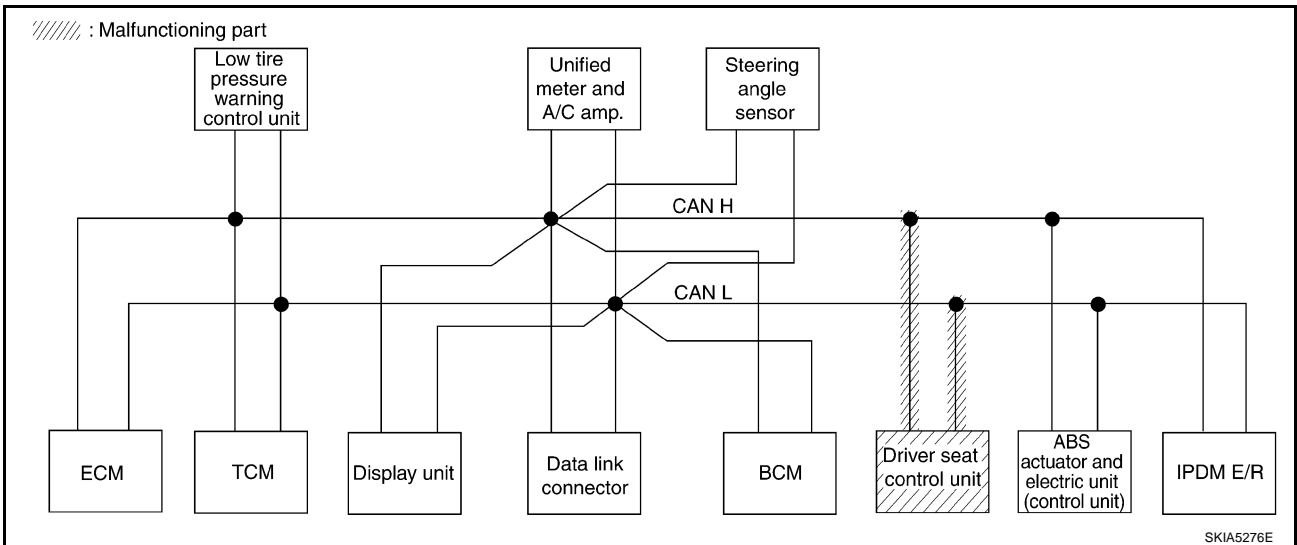 : Malfunctioning part
Low tire
pressure
warning
control unit
Unified
meter and
A/C amp.
Steering
angle
sensor
CAN H
CAN L
ECM
TCM
Display unit
Data link
connector
BCM
Driver seat
control unit
ABS
actuator and
electric unit
(control unit)
IPDM E/R
SKIA5276E